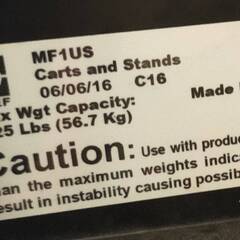 MF1US
Carts and Stands
06/06/16 C16
x Wgt Capacity: Made
25 Lbs (56.7 Kg)
Caution: Use with produc
an the maximum weights indica
esult in instability causing possib